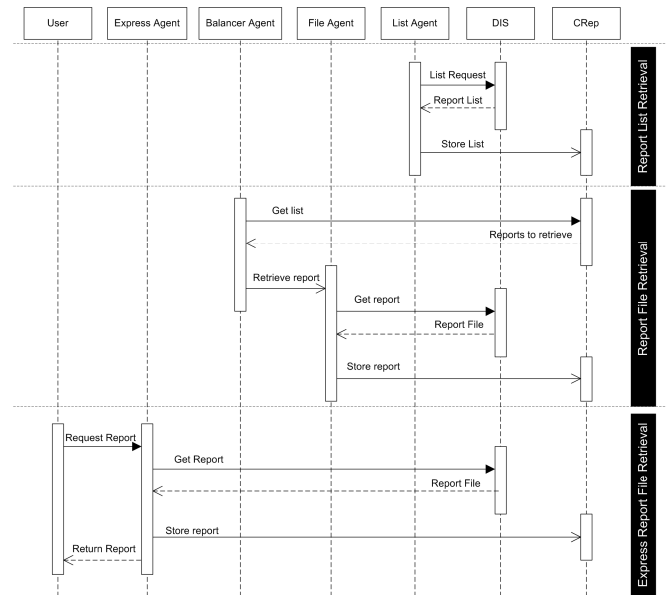 User
Express Agent
Balancer Agent
File Agent
List Agent
DIS
CRep
List Request
Report List
Store List
Report List Retrieval
Get list
Reports to retrieve
Retrieve report
Get report
Report File
Store report
Report File Retrieval
Request Report
Get Report
Report File
Store report
Return Report
Express Report File Retrieval